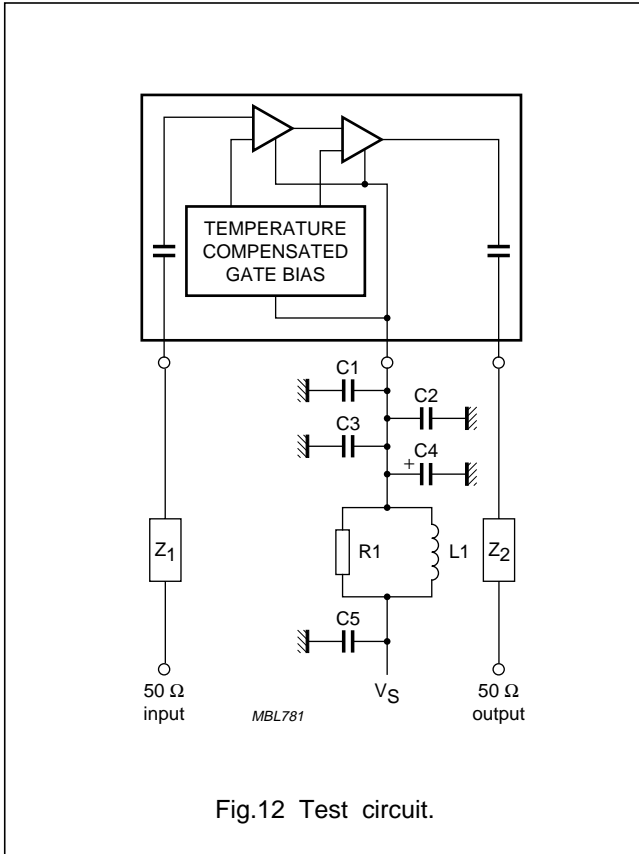 TEMPERATURE
COMPENSATED
GATE BIAS
C1
C2
C3
C4
+
R1
L1
Z1
Z2
C5
VS
50 Ω
input
MBL781
50 Ω
output
Fig.12 Test circuit.